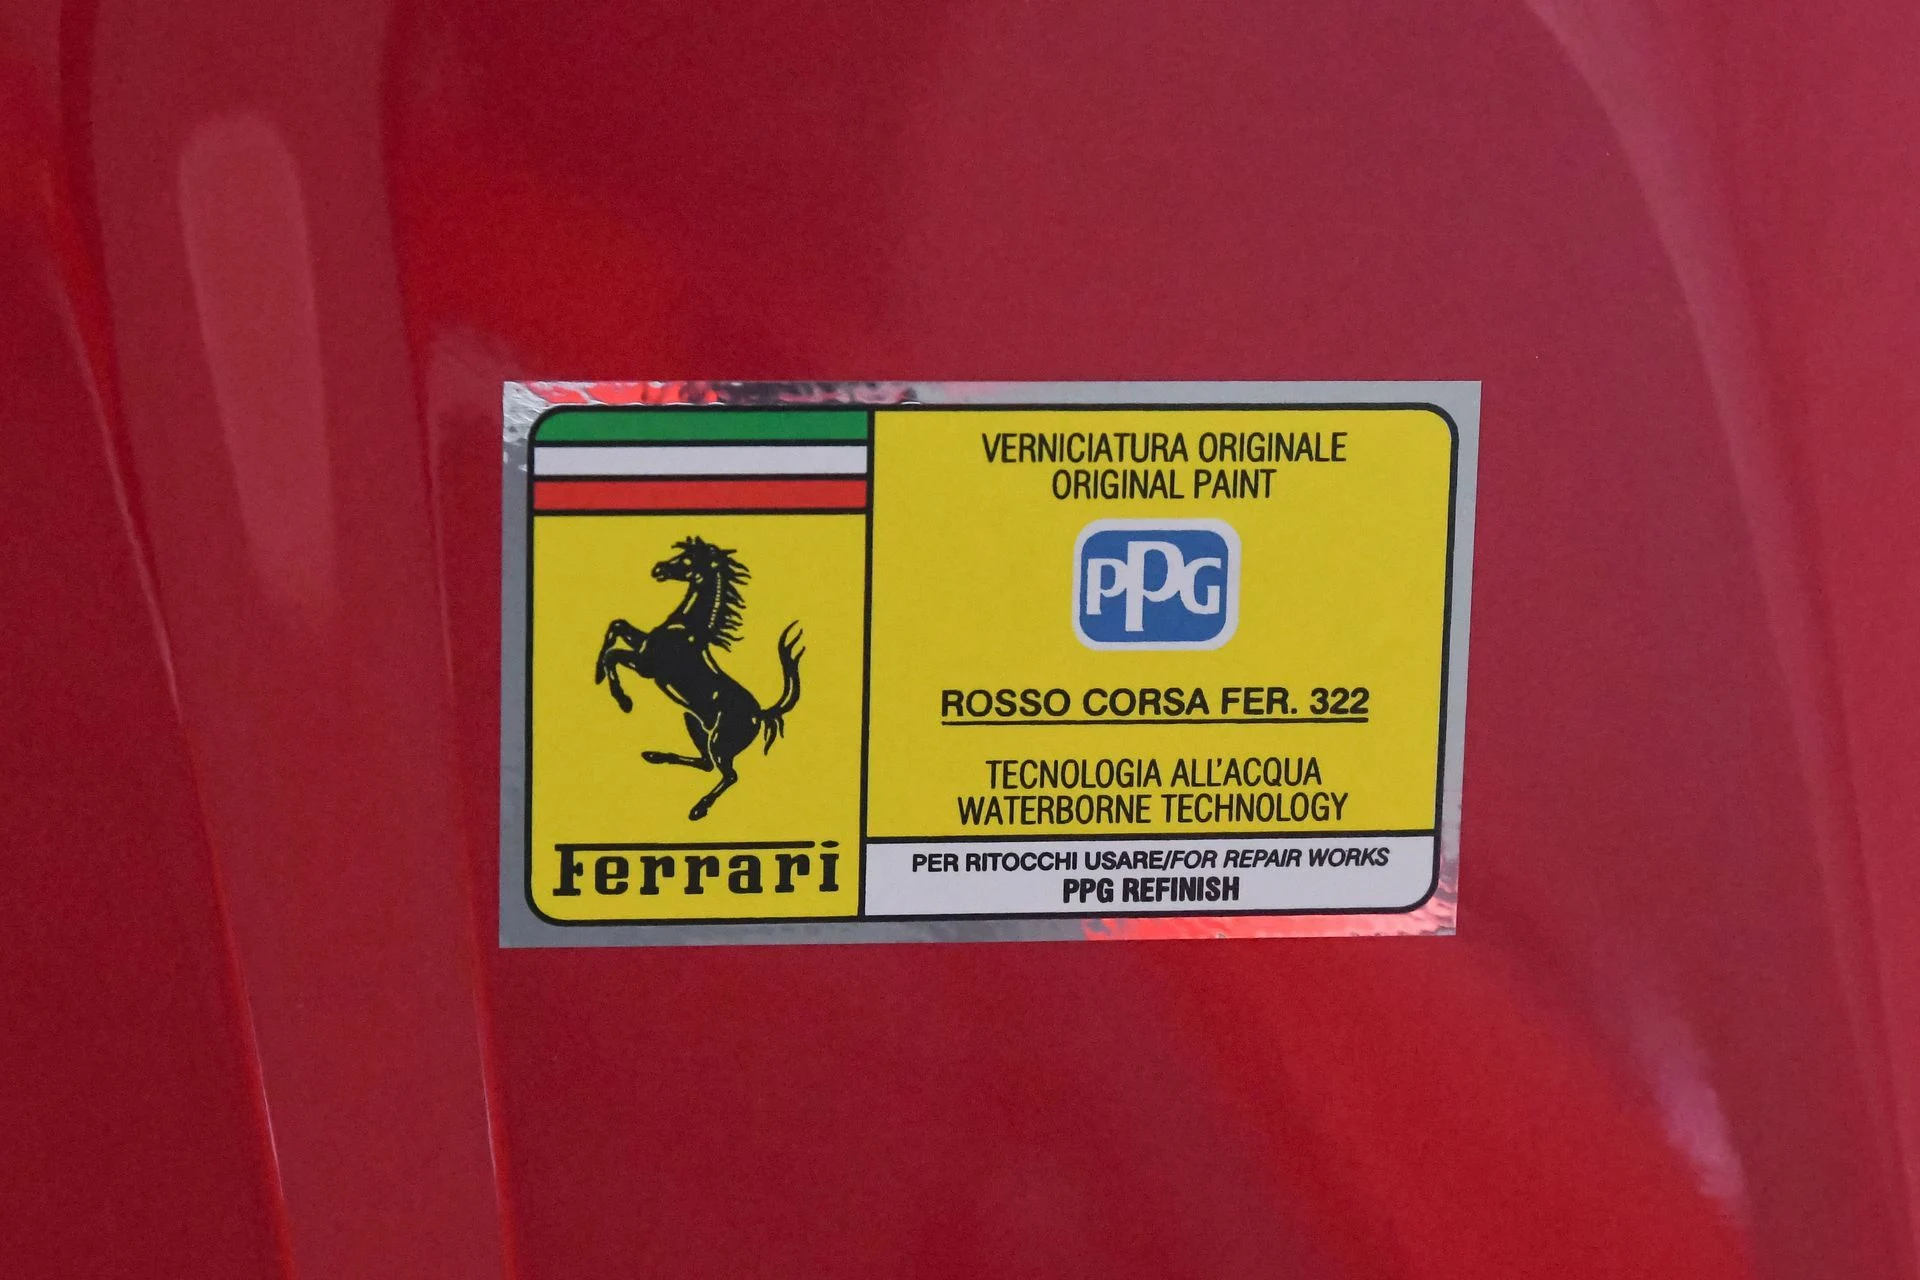 VERNICIATURA ORIGINALE
ORIGINAL PAINT
PPG
ROSSO CORSA FER. 322
TECNOLOGIA ALL'ACQUA
WATERBORNE TECHNOLOGY
PER RITOCCHI USARE/FOR REPAIR WORKS
PPG REFINISH
Ferrari